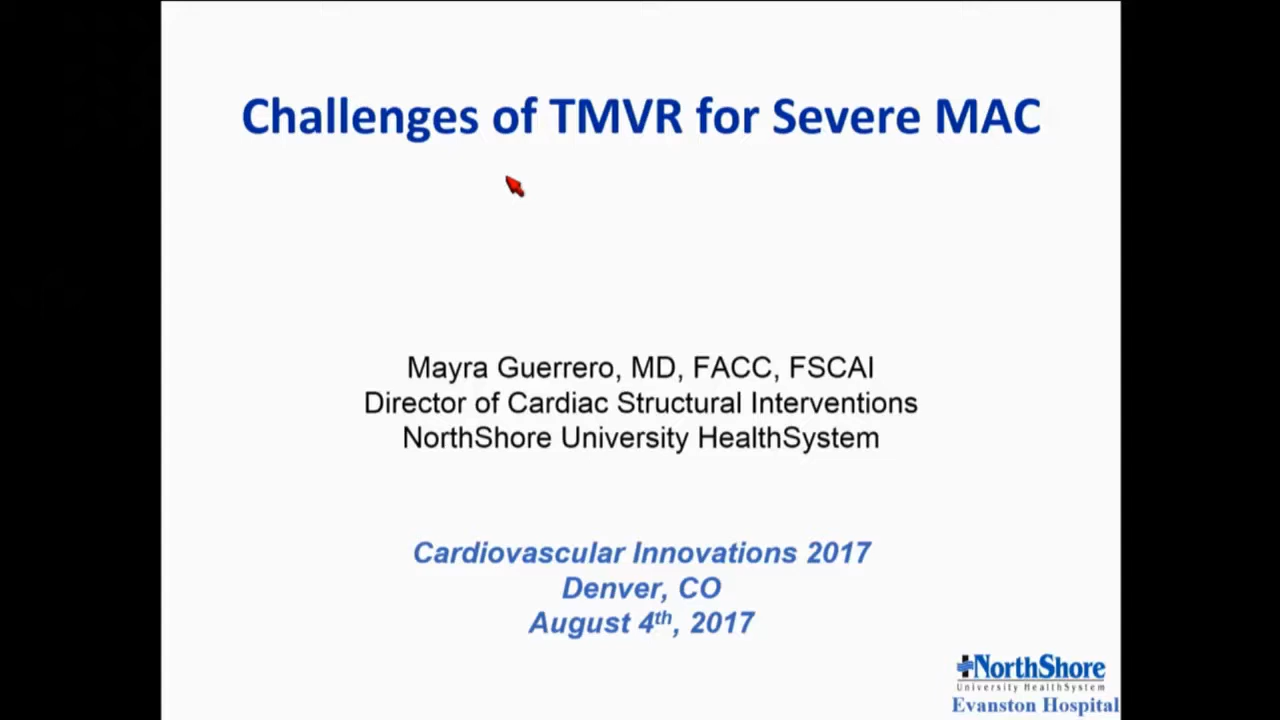 Challenges of TMVR for Severe MAC
Mayra Guerrero, MD, FACC, FSCAI
Director of Cardiac Structural Interventions
NorthShore University HealthSystem
Cardiovascular Innovations 2017
Denver, CO
August 4th, 2017
NorthShore
University HealthSystem
Evanston Hospital